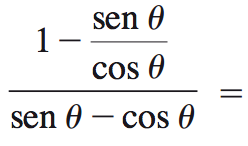 1 − sen θ / cos θ
sen θ − cos θ =